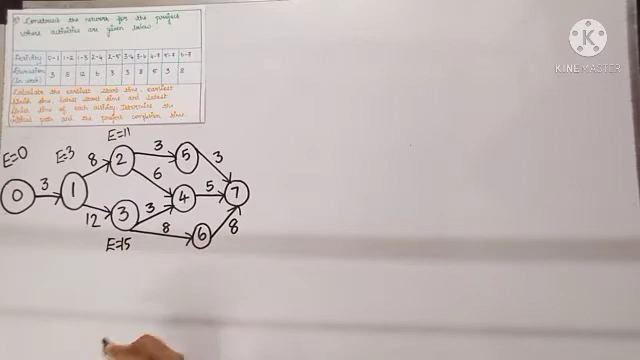 Construct the network for the project
whose activities are given below.
Activity 0-1 1-2 1-3 2-4 2-5 3-4 3-6 4-7 5-7 6-7
Duration 3 8 12 6 3 3 8 5 3 8
(in week)
Calculate the earliest start time, earliest
finish time, latest start time and latest
finish time of each activity. Determine the
critical path and the project completion time.
E=11
E=0 E=3
2 3 5
8 3
6
0 3 1 4 5 7
12 3 3
8 6 8
E=15
KINEMASTER